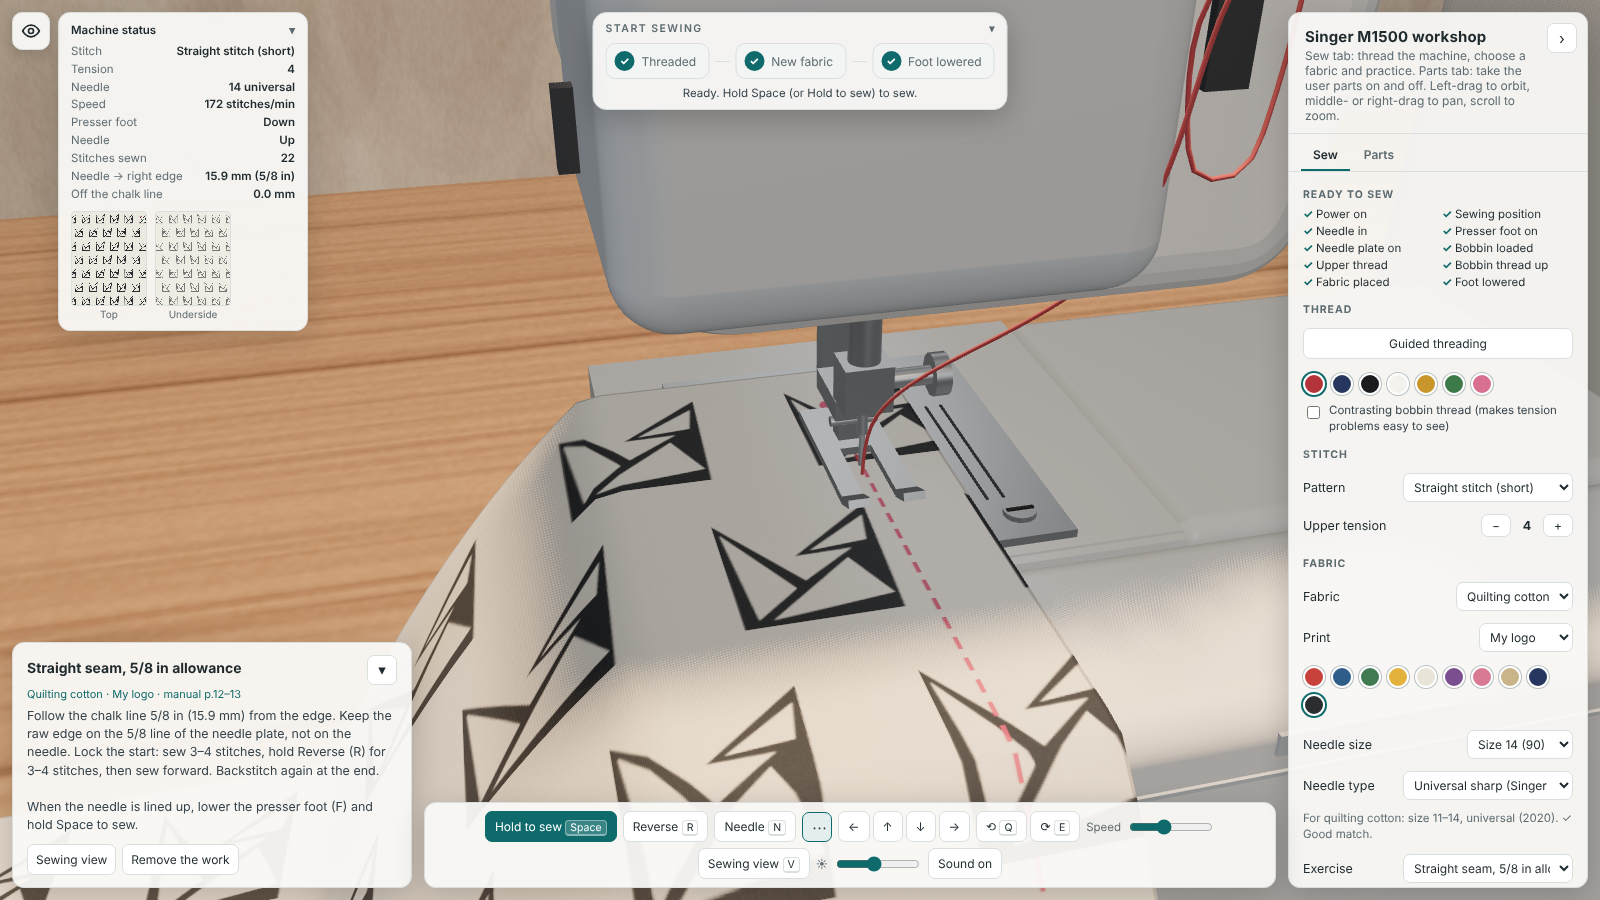 Machine status ▾
Stitch Straight stitch (short)
Tension 4
Needle 14 universal
Speed 172 stitches/min
Presser foot Down
Needle Up
Stitches sewn 22
Needle → right edge 15.9 mm (5/8 in)
Off the chalk line 0.0 mm
Top Underside
START SEWING ▾
Threaded New fabric Foot lowered
Ready. Hold Space (or Hold to sew) to sew.
Singer M1500 workshop ›
Sew tab: thread the machine, choose a
fabric and practice. Parts tab: take the
user parts on and off. Left-drag to orbit,
middle- or right-drag to pan, scroll to
zoom.
Sew Parts
READY TO SEW
✓ Power on ✓ Sewing position
✓ Needle in ✓ Presser foot on
✓ Needle plate on ✓ Bobbin loaded
✓ Upper thread ✓ Bobbin thread up
✓ Fabric placed ✓ Foot lowered
THREAD
Guided threading
Contrasting bobbin thread (makes tension
problems easy to see)
STITCH
Pattern Straight stitch (short)
Upper tension − 4 +
FABRIC
Fabric Quilting cotton
Print My logo
Needle size Size 14 (90)
Needle type Universal sharp (Singer
For quilting cotton: size 11–14, universal (2020). ✓
Good match.
Exercise Straight seam, 5/8 in allo
Straight seam, 5/8 in allowance ▼
Quilting cotton · My logo · manual p.12–13
Follow the chalk line 5/8 in (15.9 mm) from the edge. Keep the
raw edge on the 5/8 line of the needle plate, not on the
needle. Lock the start: sew 3–4 stitches, hold Reverse (R) for
3–4 stitches, then sew forward. Backstitch again at the end.
When the needle is lined up, lower the presser foot (F) and
hold Space to sew.
Sewing view Remove the work
Hold to sew Space Reverse R Needle N ⋯ ← ↑ ↓ → ⟲ Q ⟳ E Speed
Sewing view V ☀ Sound on